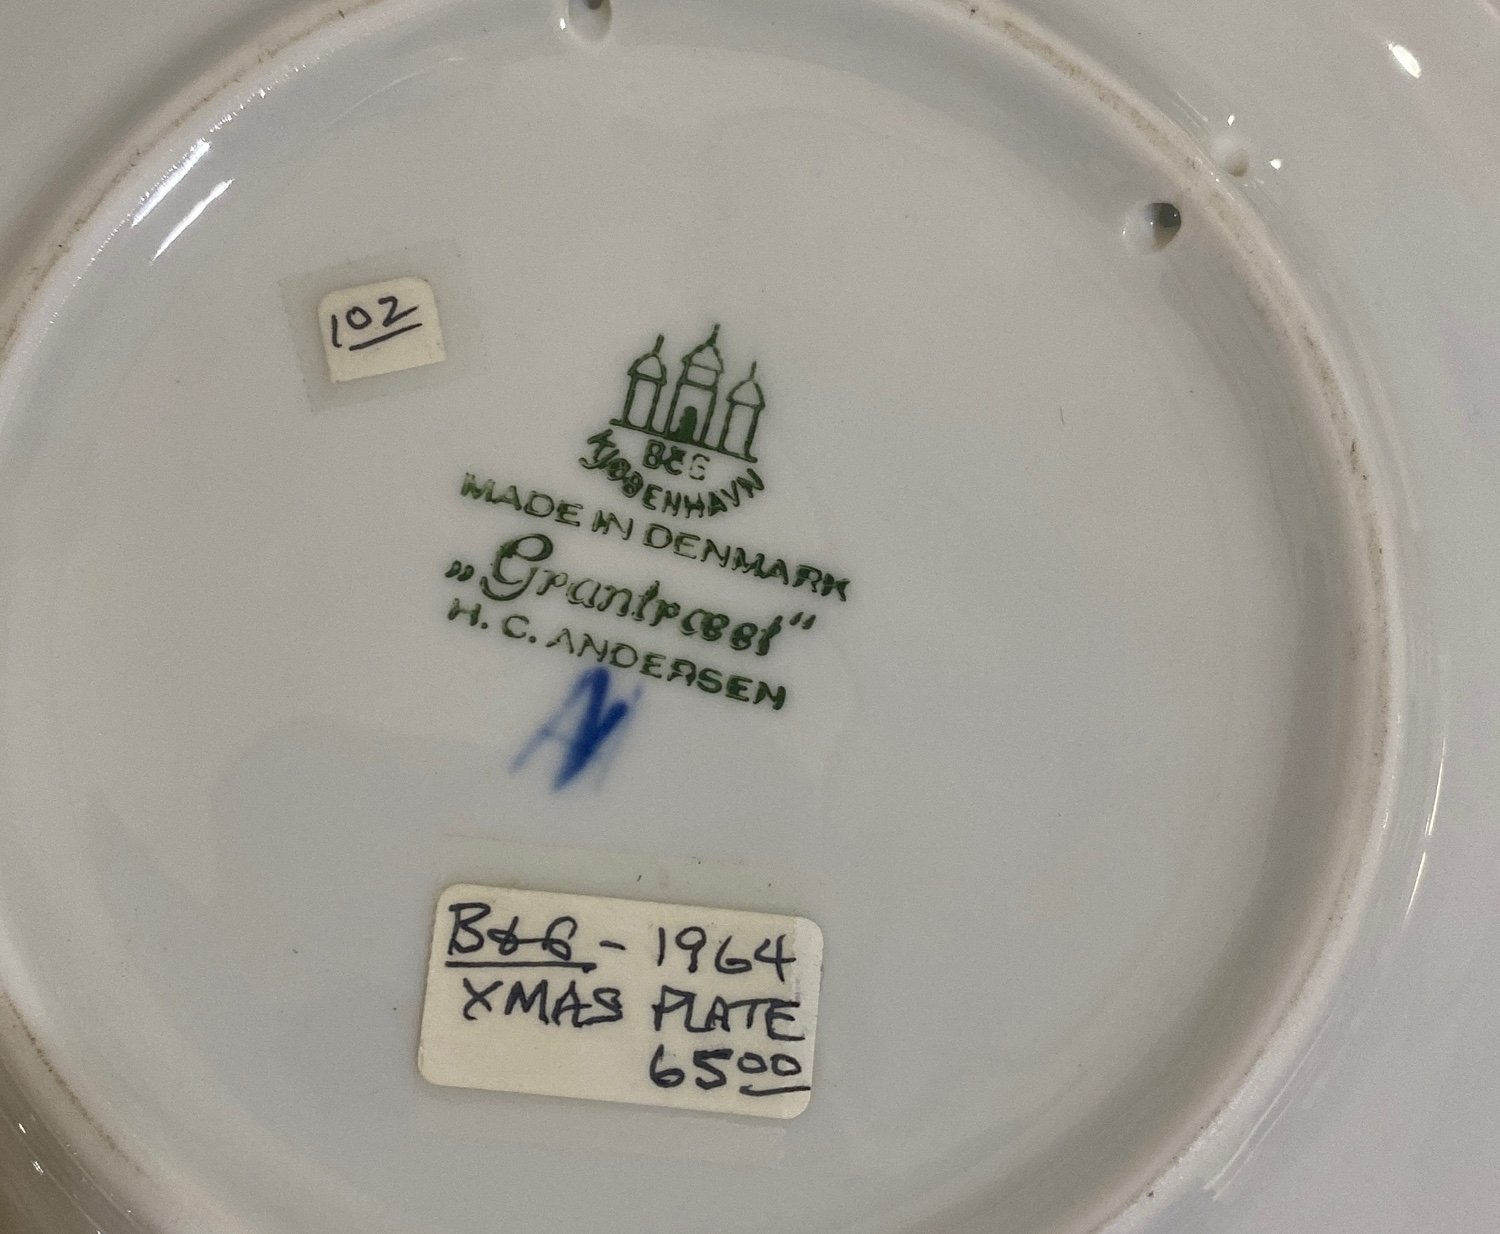 102
B&G
KJØBENHAVN
MADE IN DENMARK
„Grantræet“
H. C. ANDERSEN
B&G - 1964
XMAS PLATE
6500